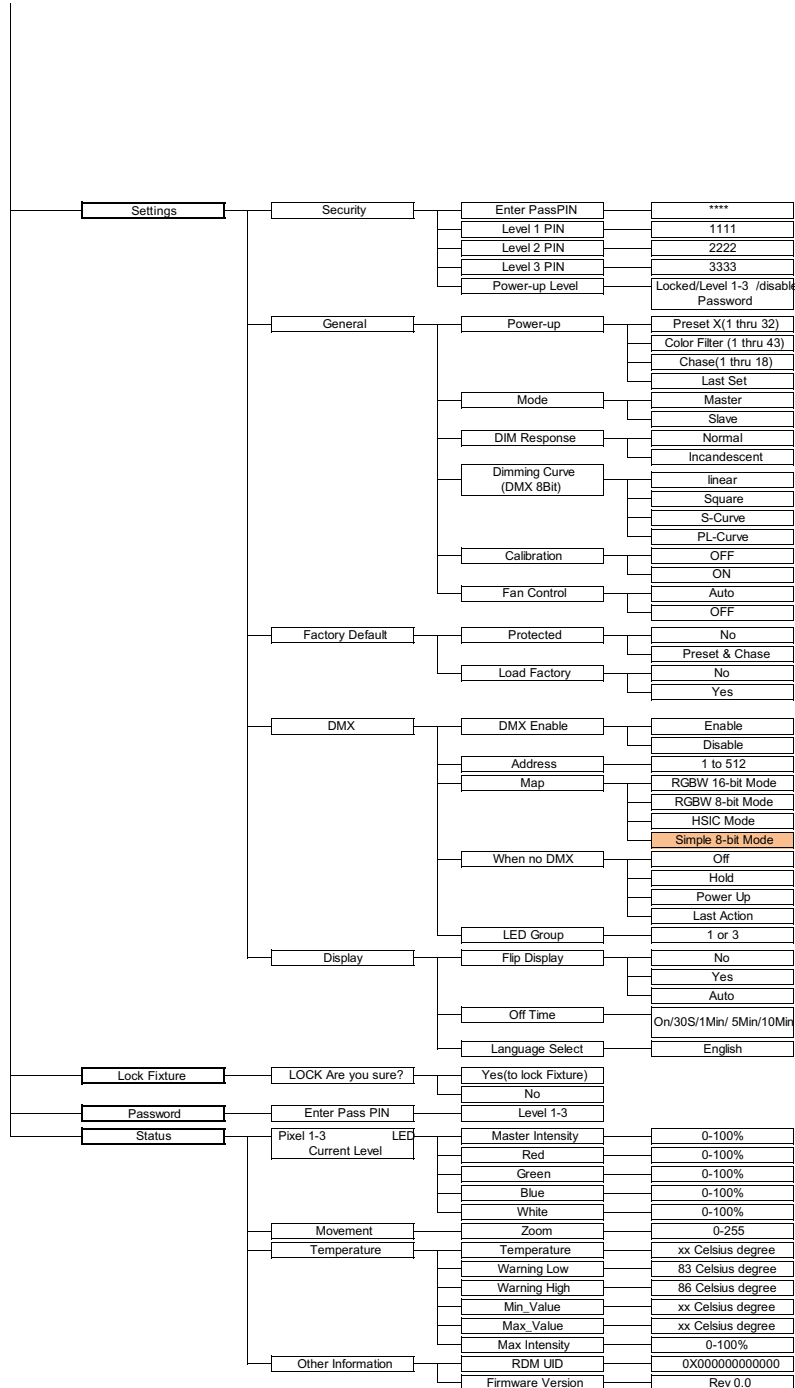 Settings
Security
Enter PassPIN
****
Level 1 PIN
1111
Level 2 PIN
2222
Level 3 PIN
3333
Power-up Level
Locked/Level 1-3 /disable
Password
General
Power-up
Preset X(1 thru 32)
Color Filter (1 thru 43)
Chase(1 thru 18)
Last Set
Mode
Master
Slave
DIM Response
Normal
Incandescent
Dimming Curve
(DMX 8Bit)
linear
Square
S-Curve
PL-Curve
Calibration
OFF
ON
Fan Control
Auto
OFF
Factory Default
Protected
No
Preset & Chase
Load Factory
No
Yes
DMX
DMX Enable
Enable
Disable
Address
1 to 512
Map
RGBW 16-bit Mode
RGBW 8-bit Mode
HSIC Mode
Simple 8-bit Mode
When no DMX
Off
Hold
Power Up
Last Action
LED Group
1 or 3
Display
Flip Display
No
Yes
Auto
Off Time
On/30S/1Min/ 5Min/10Min
Language Select
English
Lock Fixture
LOCK Are you sure?
Yes(to lock Fixture)
No
Password
Enter Pass PIN
Level 1-3
Status
Pixel 1-3 LED
Current Level
Master Intensity
0-100%
Red
0-100%
Green
0-100%
Blue
0-100%
White
0-100%
Movement
Zoom
0-255
Temperature
Temperature
xx Celsius degree
Warning Low
83 Celsius degree
Warning High
86 Celsius degree
Min_Value
xx Celsius degree
Max_Value
xx Celsius degree
Max Intensity
0-100%
Other Information
RDM UID
0X000000000000
Firmware Version
Rev 0.0